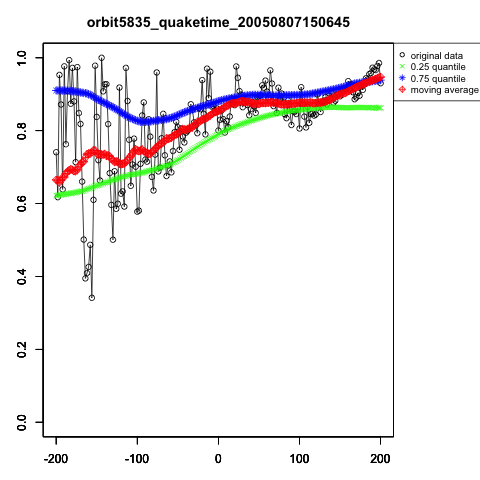 orbit5835_quaketime_20050807150645
original data
0.25 quantile
0.75 quantile
moving average
1.0
0.8
0.6
0.4
0.2
0.0
-200 -100 0 100 200